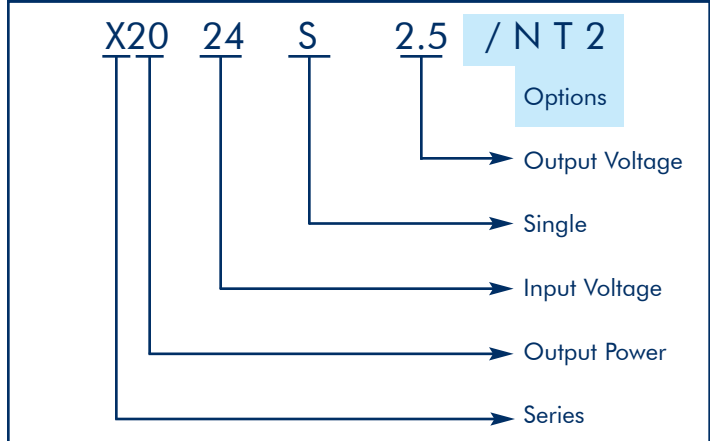 X20 24 S 2.5 / N T 2
Options
Output Voltage
Single
Input Voltage
Output Power
Series